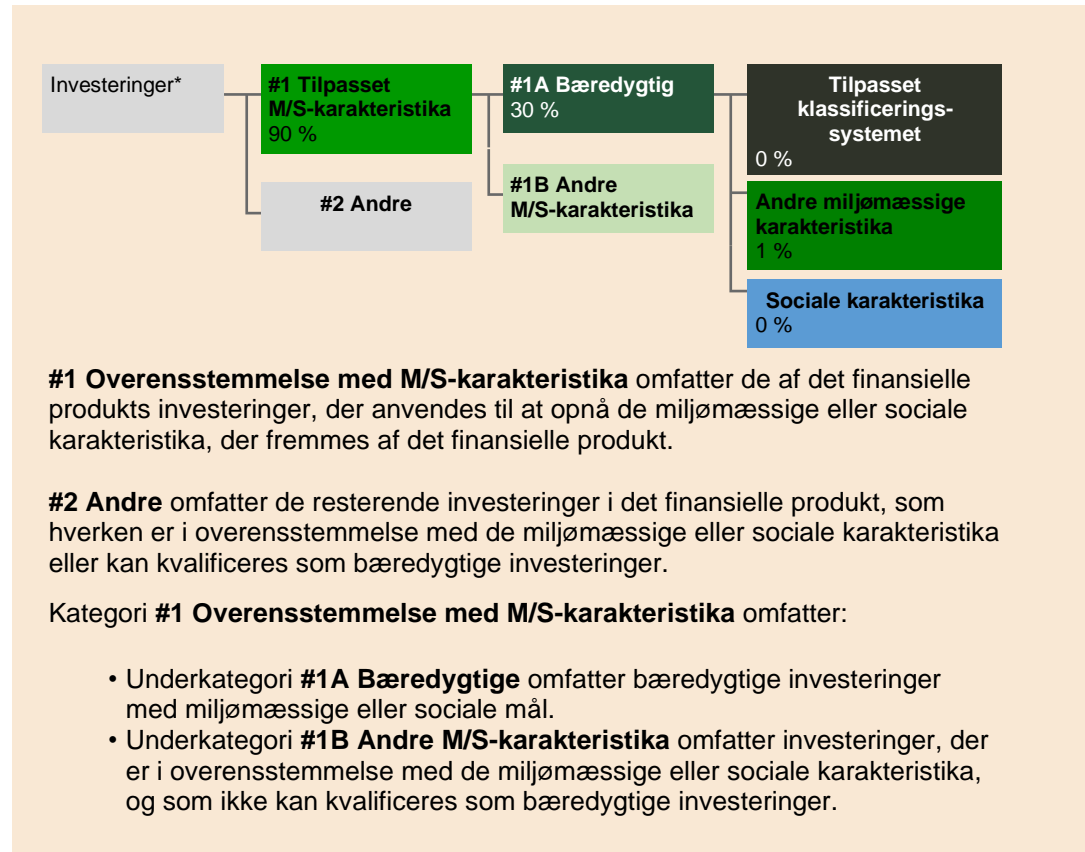 Investeringer*
#1 Tilpasset
M/S-karakteristika
90 %
#2 Andre
#1A Bæredygtig
30 %
#1B Andre
M/S-karakteristika
Tilpasset
klassificerings-
systemet
0 %
Andre miljømæssige
karakteristika
1 %
Sociale karakteristika
0 %
#1 Overensstemmelse med M/S-karakteristika omfatter de af det finansielle
produkts investeringer, der anvendes til at opnå de miljømæssige eller sociale
karakteristika, der fremmes af det finansielle produkt.
#2 Andre omfatter de resterende investeringer i det finansielle produkt, som
hverken er i overensstemmelse med de miljømæssige eller sociale karakteristika
eller kan kvalificeres som bæredygtige investeringer.
Kategori #1 Overensstemmelse med M/S-karakteristika omfatter:
• Underkategori #1A Bæredygtige omfatter bæredygtige investeringer
med miljømæssige eller sociale mål.
• Underkategori #1B Andre M/S-karakteristika omfatter investeringer, der
er i overensstemmelse med de miljømæssige eller sociale karakteristika,
og som ikke kan kvalificeres som bæredygtige investeringer.